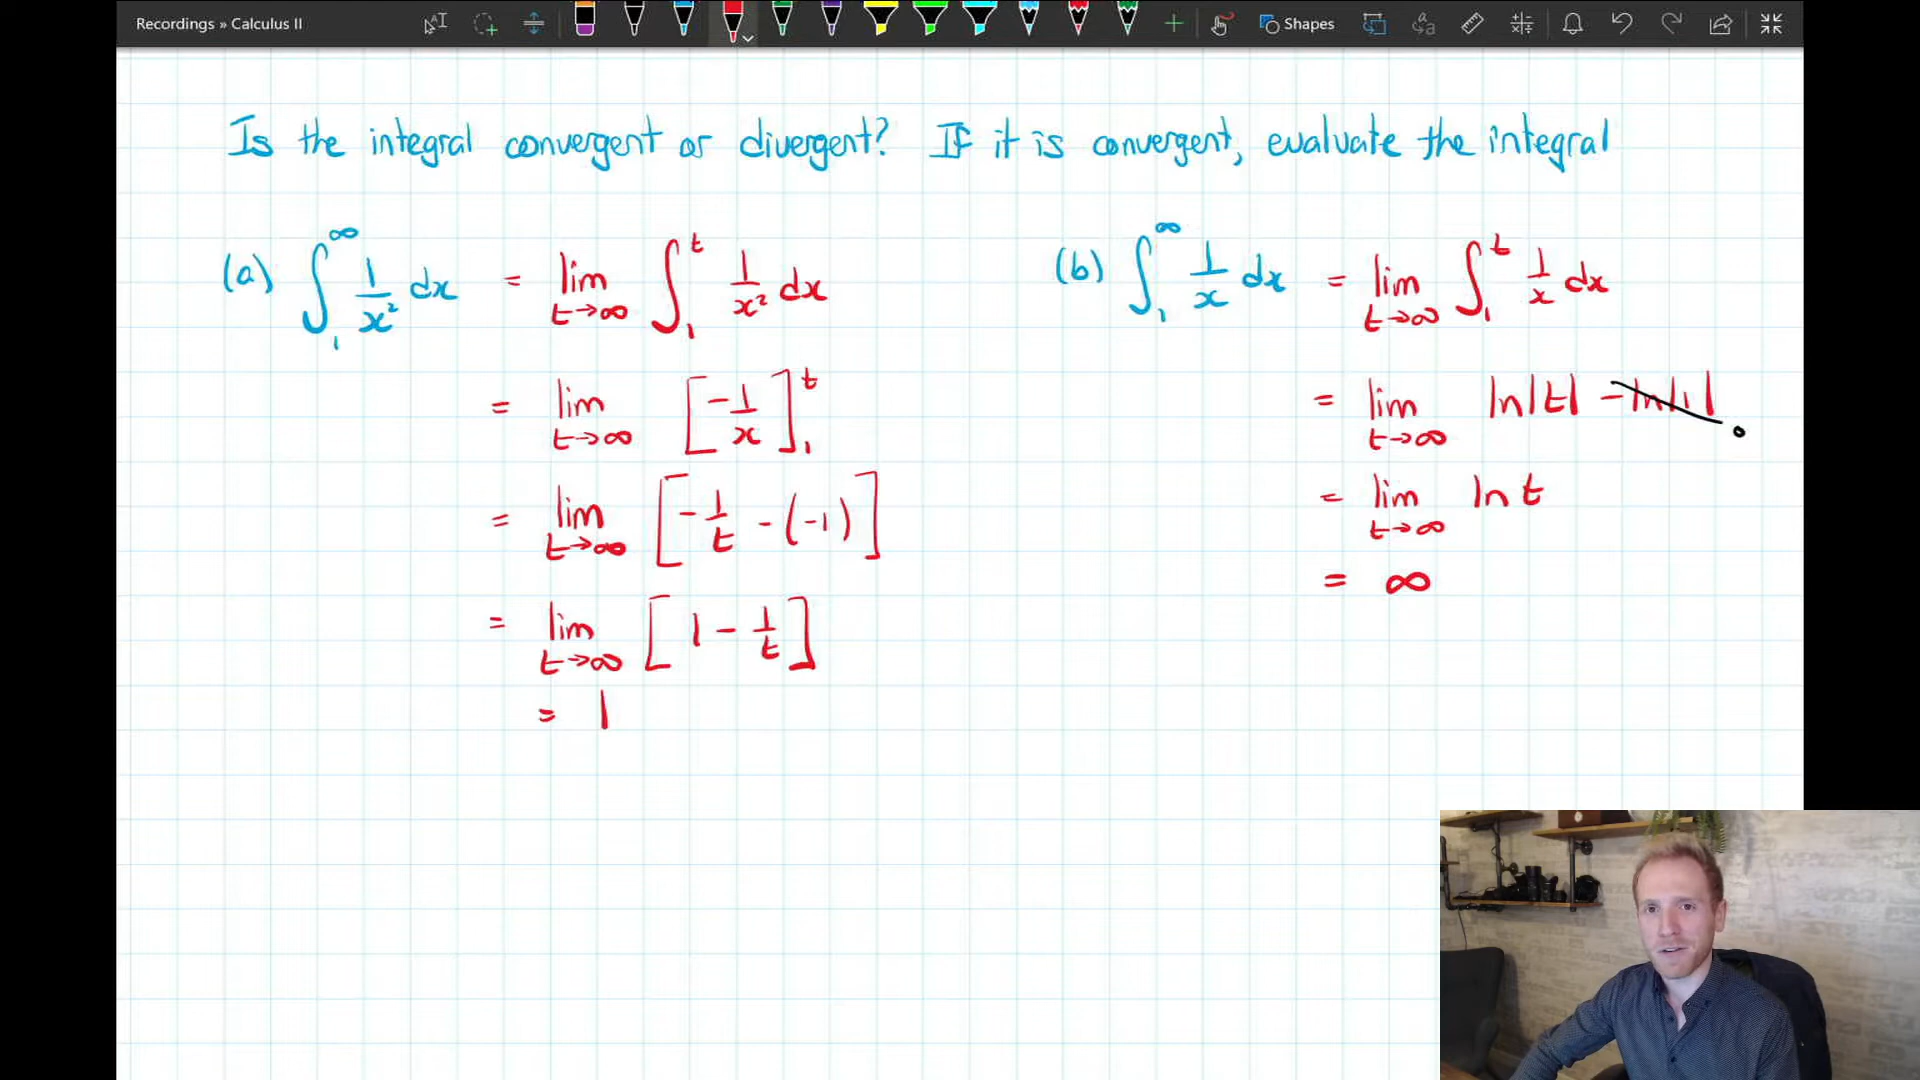 Recordings » Calculus II
Shapes
Is the integral convergent or divergent? If it is convergent, evaluate the integral
(a) ∫₁^∞ 1/x² dx = lim t→∞ ∫₁^t 1/x² dx
= lim t→∞ [-1/x]₁^t
= lim t→∞ [-1/t - (-1)]
= lim t→∞ [1 - 1/t]
= 1
(b) ∫₁^∞ 1/x dx = lim t→∞ ∫₁^t 1/x dx
= lim t→∞ ln|t| - ln|1| 0
= lim t→∞ ln t
= ∞